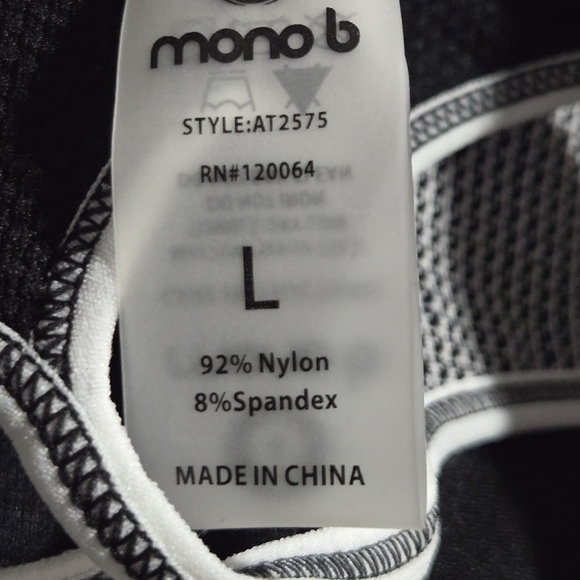 mono b
STYLE:AT2575
RN#120064
L
92% Nylon
8%Spandex
MADE IN CHINA